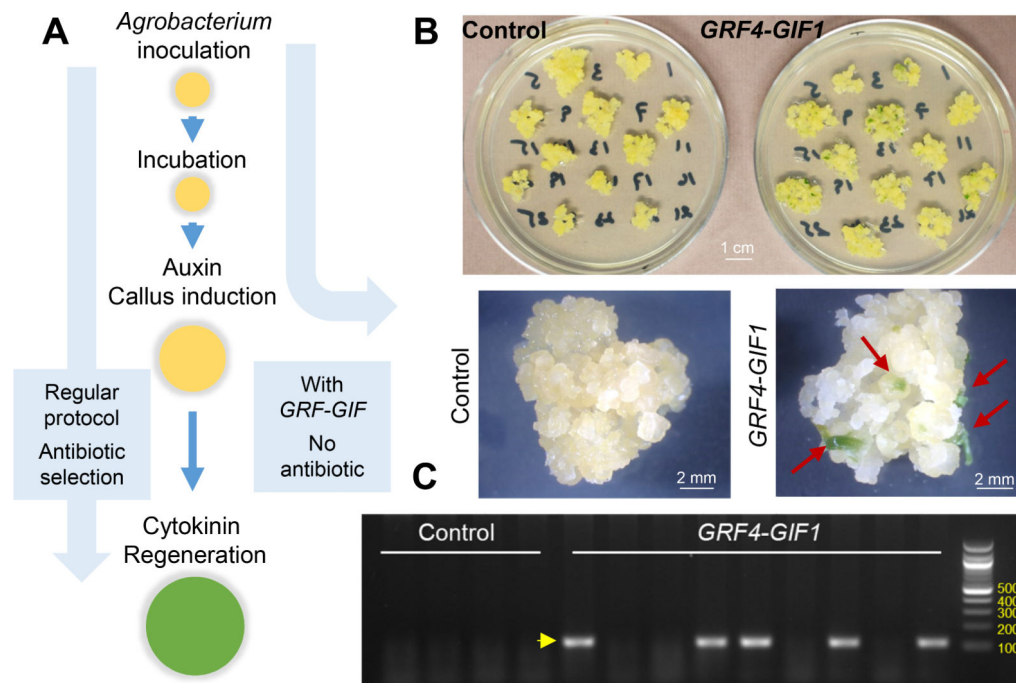 A
Agrobacterium
inoculation
Incubation
Auxin
Callus induction
Regular
protocol
Antibiotic
selection
With
GRF-GIF
No
antibiotic
Cytokinin
Regeneration
B
Control
GRF4-GIF1
1 cm
Control
2 mm
GRF4-GIF1
2 mm
C
Control
GRF4-GIF1
500
400
300
200
100